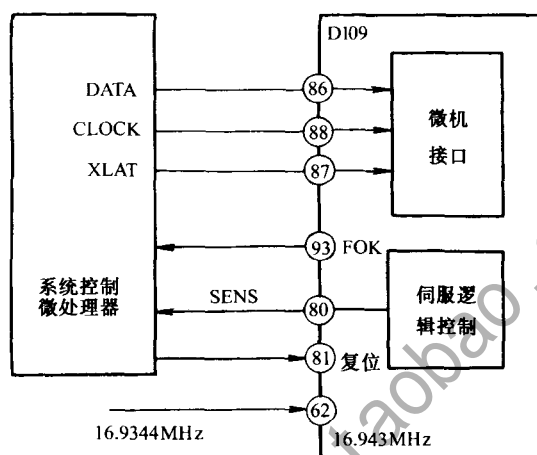 D109
DATA
86
CLOCK
88
XLAT
87
微机
接口
93
FOK
系统控制
微处理器
SENS
80
伺服逻
辑控制
81
复位
62
16.9344MHz
16.943MHz
taobao